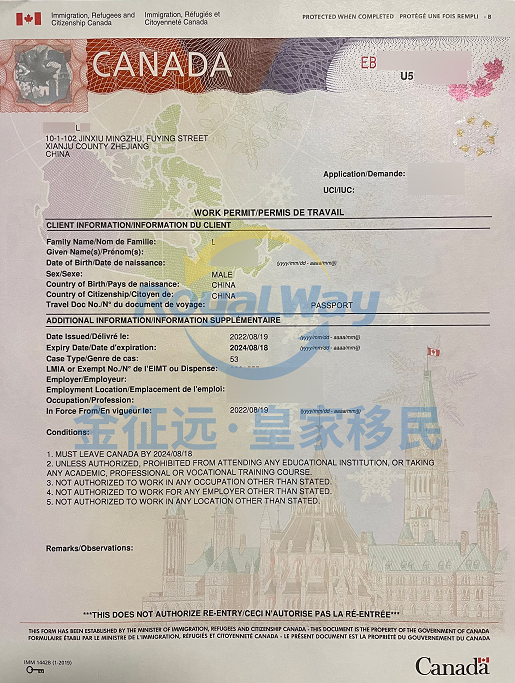 Immigration, Refugees and Citizenship Canada
Immigration, Réfugiés et Citoyenneté Canada
PROTECTED WHEN COMPLETED PROTÉGÉ UNE FOIS REMPLI - B
CANADA
EB
U5
L
10-1-102 JINXIU MINGZHU, FUYING STREET
XIANJU COUNTY ZHEJIANG
CHINA
Application/Demande:
UCI/IUC:
WORK PERMIT/PERMIS DE TRAVAIL
CLIENT INFORMATION/INFORMATION DU CLIENT
Family Name/Nom de Famille: L
Given Name(s)/Prénom(s):
Date of Birth/Date de naissance: (yyyy/mm/dd - aaaa/mm/jj)
Sex/Sexe: MALE
Country of Birth/Pays de naissance: CHINA
Country of Citizenship/Citoyen de: CHINA
Travel Doc No./N° du document de voyage: PASSPORT
Royal Way
ADDITIONAL INFORMATION/INFORMATION SUPPLÉMENTAIRE
Date Issued/Délivré le: 2022/08/19 (yyyy/mm/dd - aaaa/mm/jj)
Expiry Date/Date d'expiration: 2024/08/18 (yyyy/mm/dd - aaaa/mm/jj)
Case Type/Genre de cas: 53
LMIA or Exempt No./N° de l'EIMT ou Dispense:
Employer/Employeur:
Employment Location/Emplacement de l'emploi:
Occupation/Profession:
In Force From/En vigueur le: 2022/08/19 (yyyy/mm/dd - aaaa/mm/jj)
金征远·皇家移民
Conditions:
1. MUST LEAVE CANADA BY 2024/08/18
2. UNLESS AUTHORIZED, PROHIBITED FROM ATTENDING ANY EDUCATIONAL INSTITUTION, OR TAKING
ANY ACADEMIC, PROFESSIONAL OR VOCATIONAL TRAINING COURSE.
3. NOT AUTHORIZED TO WORK IN ANY OCCUPATION OTHER THAN STATED.
4. NOT AUTHORIZED TO WORK FOR ANY EMPLOYER OTHER THAN STATED.
5. NOT AUTHORIZED TO WORK IN ANY LOCATION OTHER THAN STATED.
Remarks/Observations:
***THIS DOES NOT AUTHORIZE RE-ENTRY/CECI N'AUTORISE PAS LA RÉ-ENTRÉE***
THIS FORM HAS BEEN ESTABLISHED BY THE MINISTER OF IMMIGRATION, REFUGEES AND CITIZENSHIP CANADA - THIS DOCUMENT IS THE PROPERTY OF THE GOVERNMENT OF CANADA
FORMULAIRE ÉTABLI PAR LE MINISTÈRE DE L'IMMIGRATION, RÉFUGIÉS ET CITOYENNETÉ CANADA - LE PRÉSENT DOCUMENT EST LA PROPRIÉTÉ DU GOUVERNEMENT DU CANADA
IMM 1442B (1-2019)
Canada